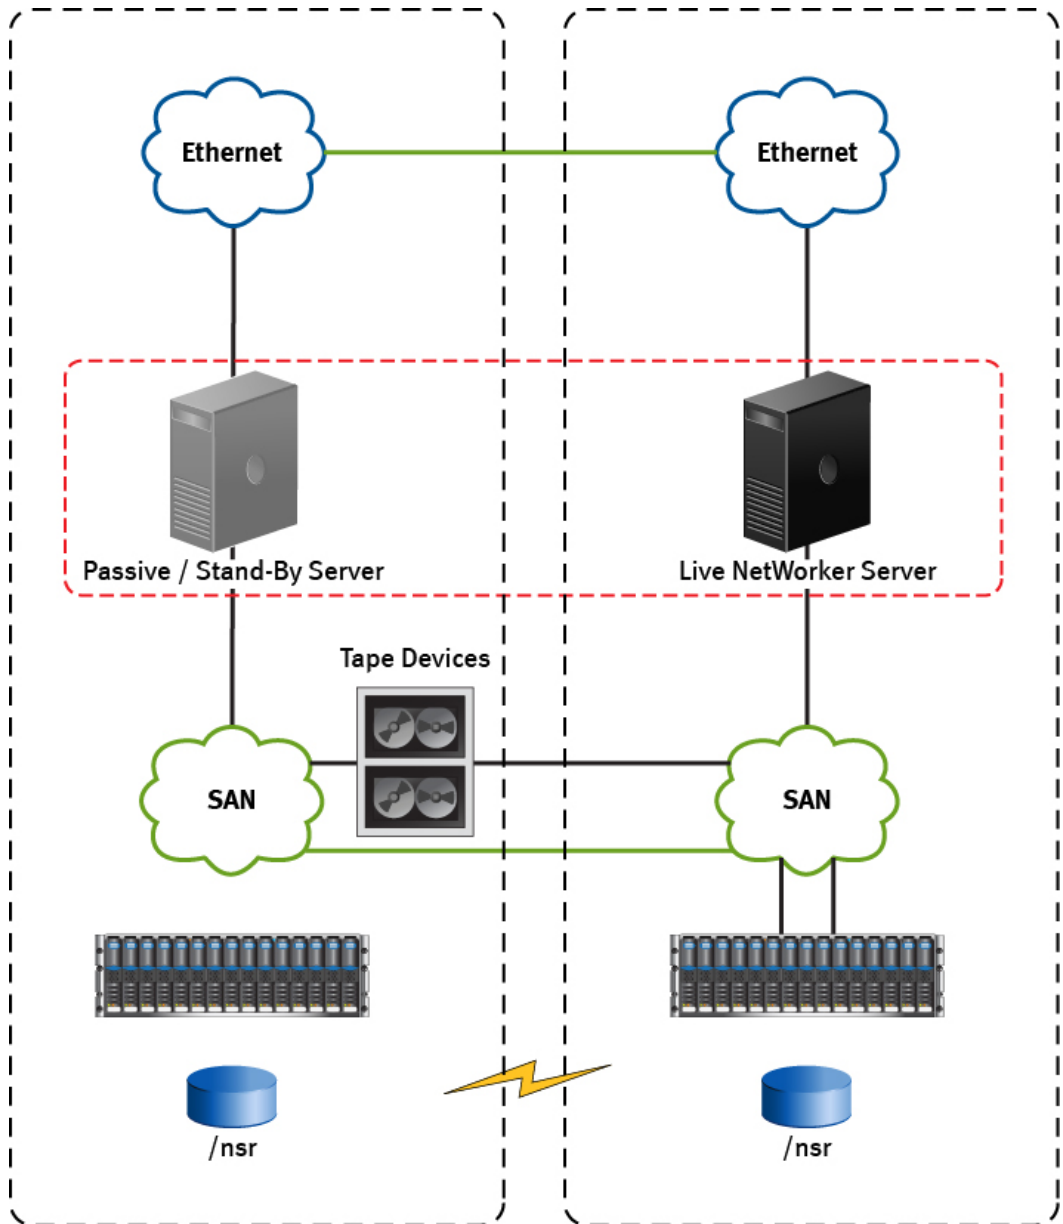 Ethernet
Ethernet
Passive / Stand-By Server
Live NetWorker Server
Tape Devices
SAN
SAN
/nsr
/nsr